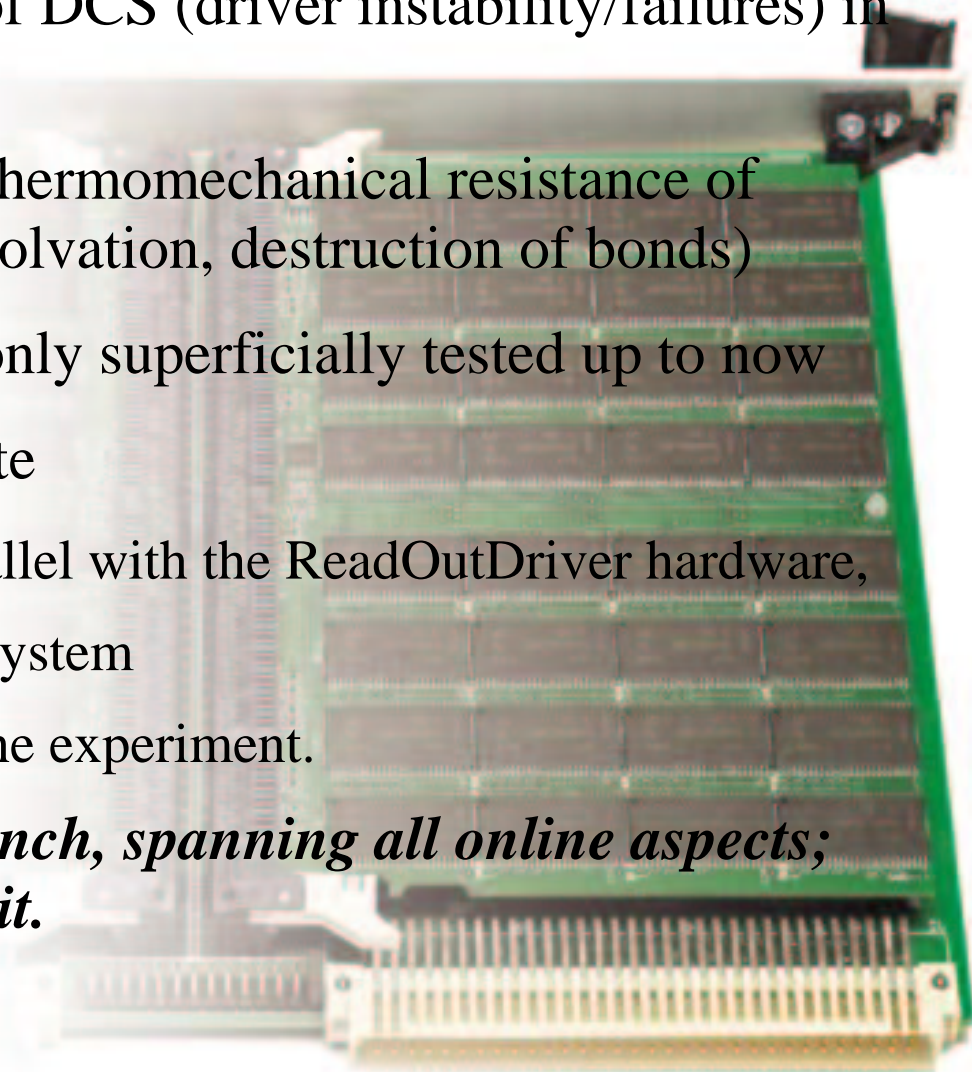 of DCS (driver instability/failures) in
hermomechanical resistance of
olvation, destruction of bonds)
only superficially tested up to now
te
allel with the ReadOutDriver hardware,
ystem
he experiment.
nch, spanning all online aspects;
it.